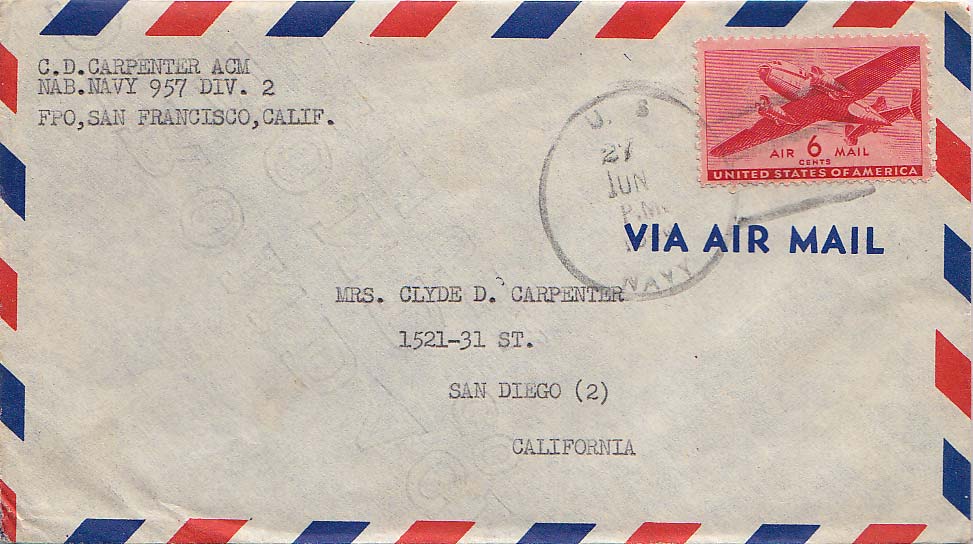 C.D.CARPENTER ACM
NAB.NAVY 957 DIV. 2
FPO,SAN FRANCISCO,CALIF.
U. S
27
JUN
P.M.
NAVY
AIR 6 MAIL
CENTS
UNITED STATES OF AMERICA
VIA AIR MAIL
MRS. CLYDE D. CARPENTER
1521-31 ST.
SAN DIEGO (2)
CALIFORNIA